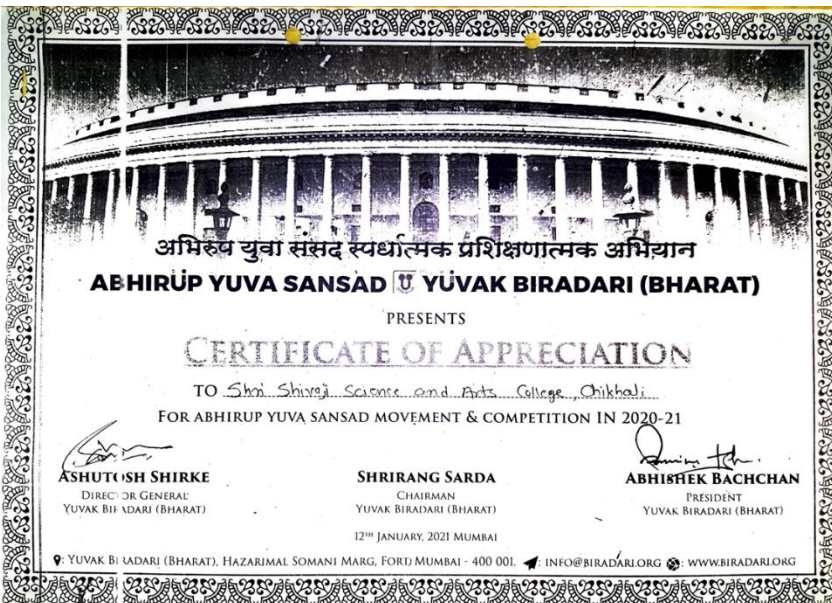 अभिरुप युवा संसद स्पर्धात्मक प्रशिक्षणात्मक अभियान
ABHIRUP YUVA SANSAD YUVAK BIRADARI (BHARAT)
PRESENTS
CERTIFICATE OF APPRECIATION
TO Shri Shivaji Science and Arts College, Chikhali
FOR ABHIRUP YUVA SANSAD MOVEMENT & COMPETITION IN 2020-21
ASHUTOSH SHIRKE SHRIRANG SARDA ABHISHEK BACHCHAN
DIRECTOR GENERAL CHAIRMAN PRESIDENT
YUVAK BIRADARI (BHARAT) YUVAK BIRADARI (BHARAT) YUVAK BIRADARI (BHARAT)
12TH JANUARY, 2021 MUMBAI
: YUVAK BIRADARI (BHARAT), HAZARIMAL SOMANI MARG, FORT, MUMBAI - 400 001. : INFO@BIRADARI.ORG : WWW.BIRADARI.ORG